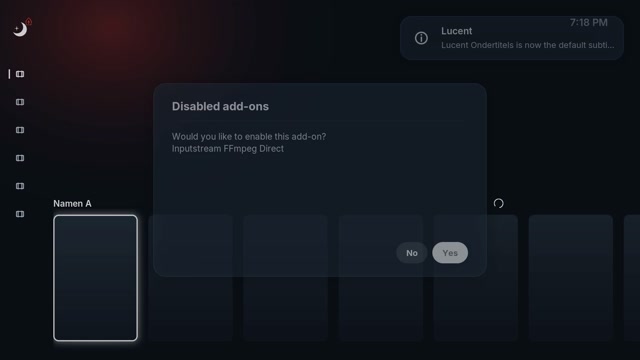 7:18 PM
Lucent
Lucent Ondertitels is now the default subti...
Disabled add-ons
Would you like to enable this add-on?
Inputstream FFmpeg Direct
Namen A
No
Yes